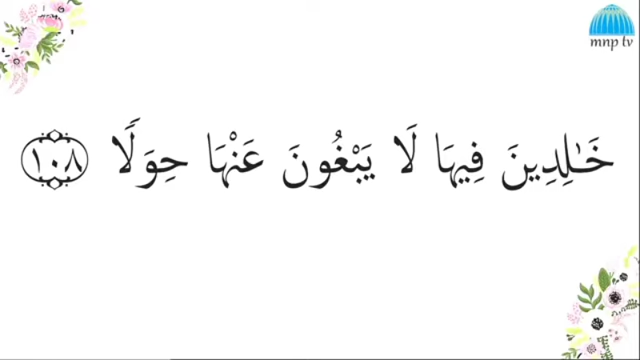 mnp tv
خَٰلِدِينَ فِيهَا لَا يَبْغُونَ عَنْهَا حِوَلًا ١٠٨